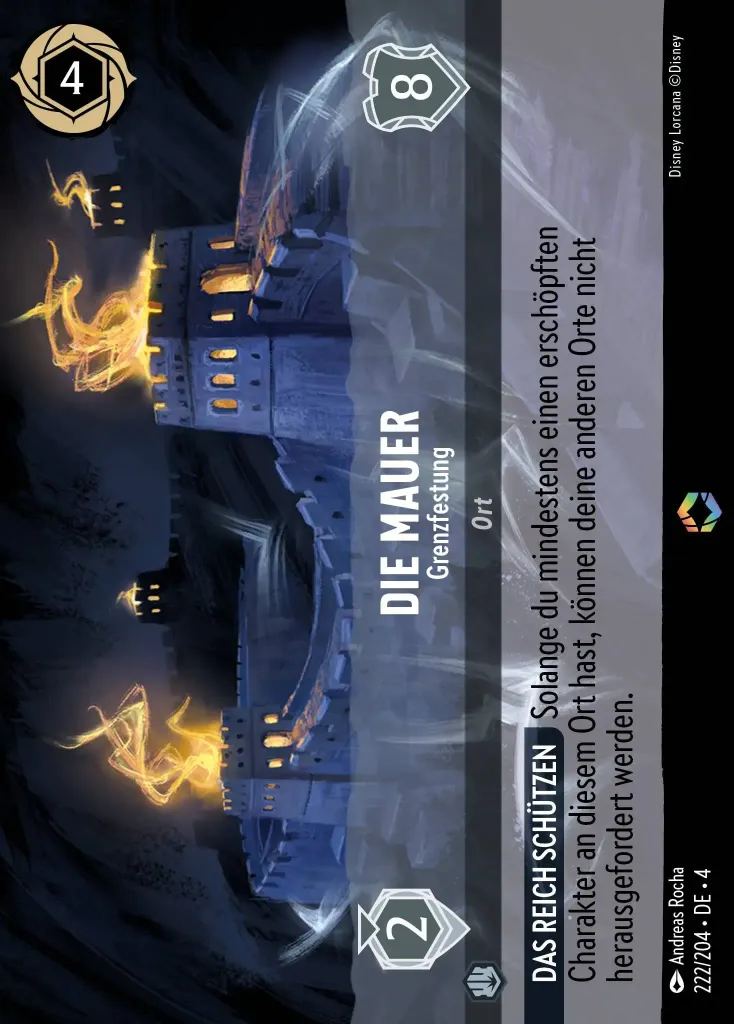 4
DIE MAUER
Grenzfestung
2
8
Ort
DAS REICH SCHÜTZEN Solange du mindestens einen erschöpften
Charakter an diesem Ort hast, können deine anderen Orte nicht
herausgefordert werden.
Andreas Rocha
222/204 • DE • 4
Disney Lorcana ©Disney